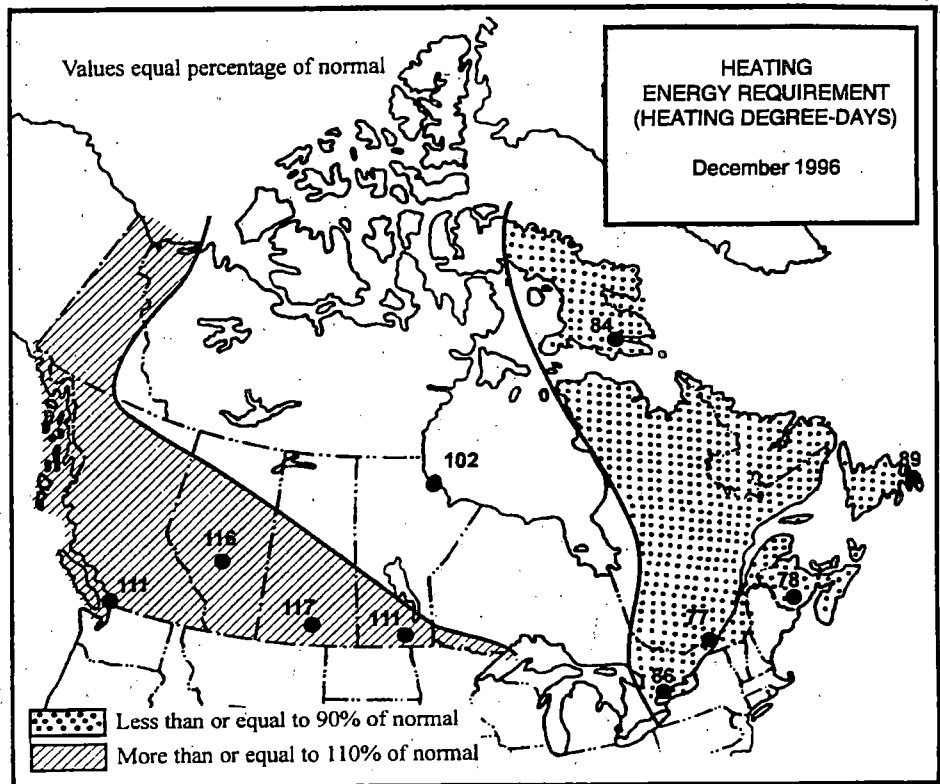 Values equal percentage of normal
HEATING
ENERGY REQUIREMENT
(HEATING DEGREE-DAYS)
December 1996
84
102
89
116
111
117
111
78
77
86
Less than or equal to 90% of normal
More than or equal to 110% of normal